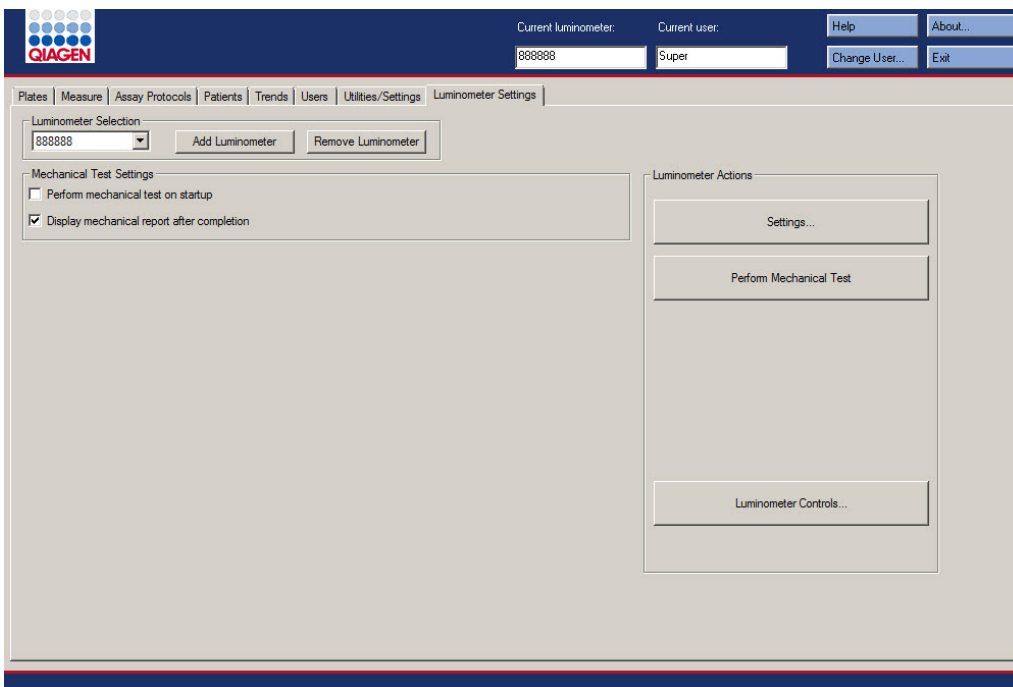 QIAGEN
Current luminometer: Current user: Help About...
888888 Super Change User... Exit
Plates Measure Assay Protocols Patients Trends Users Utilities/Settings Luminometer Settings
Luminometer Selection
888888 Add Luminometer Remove Luminometer
Mechanical Test Settings
Perform mechanical test on startup
Display mechanical report after completion
Luminometer Actions
Settings...
Perform Mechanical Test
Luminometer Controls...